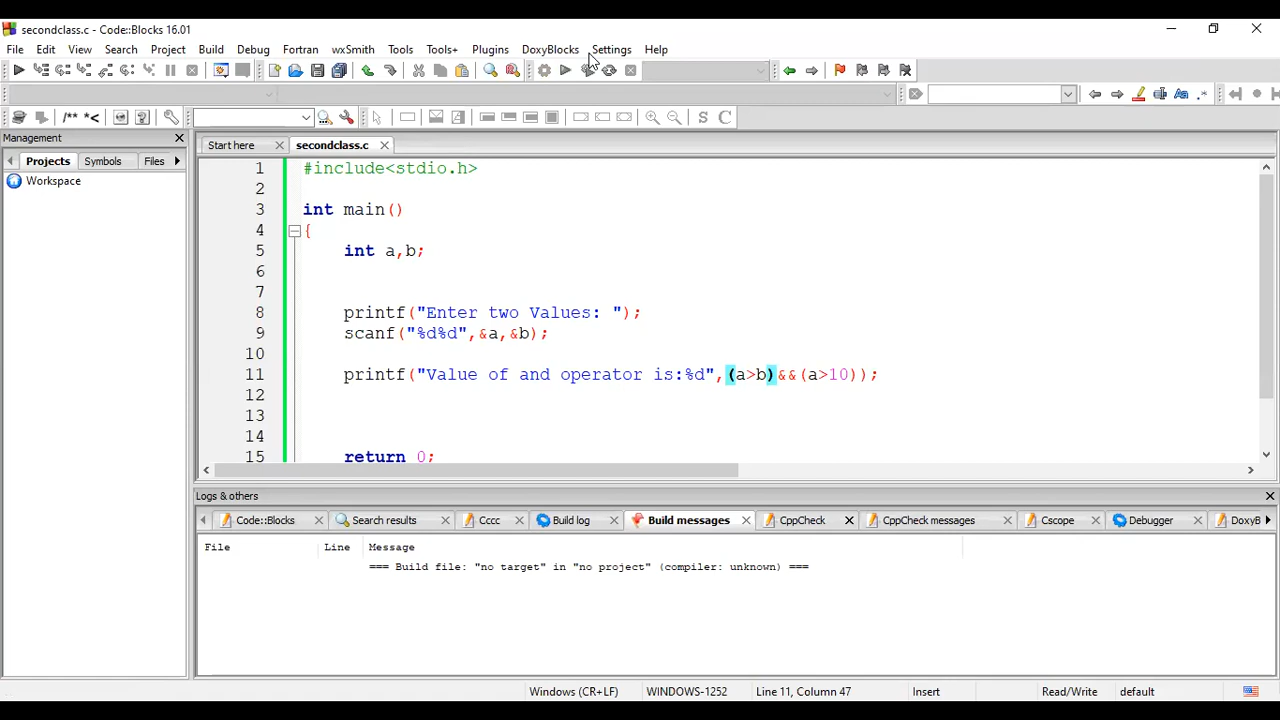 secondclass.c - Code::Blocks 16.01
File Edit View Search Project Build Debug Fortran wxSmith Tools Tools+ Plugins DoxyBlocks Settings Help
/** *<
S C
Management
Projects Symbols Files
Workspace
Start here secondclass.c
1 #include<stdio.h>
2
3 int main()
4 {
5 int a,b;
6
7
8 printf("Enter two Values: ");
9 scanf("%d%d",&a,&b);
10
11 printf("Value of and operator is:%d",(a>b)&&(a>10));
12
13
14
15 return 0;
Logs & others
Code::Blocks Search results Cccc Build log Build messages CppCheck CppCheck messages Cscope Debugger DoxyB
File Line Message
=== Build file: "no target" in "no project" (compiler: unknown) ===
Windows (CR+LF) WINDOWS-1252 Line 11, Column 47 Insert Read/Write default